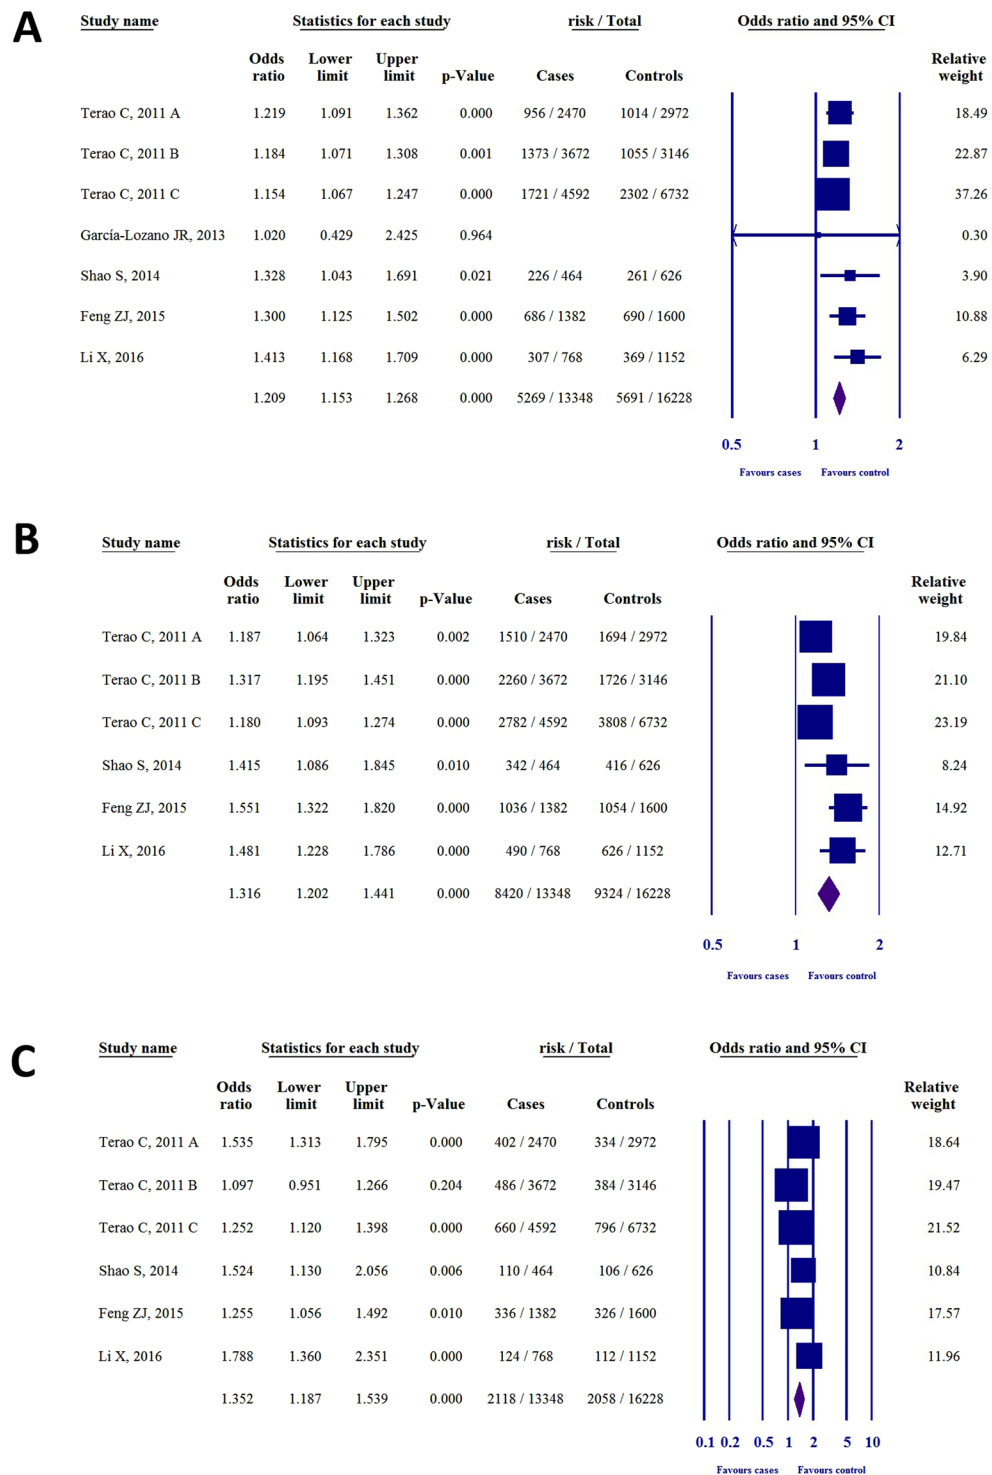 A
Study name Statistics for each study risk / Total Odds ratio and 95% CI
Odds Lower Upper Relative
ratio limit limit p-Value Cases Controls weight
Terao C, 2011 A 1.219 1.091 1.362 0.000 956 / 2470 1014 / 2972 18.49
Terao C, 2011 B 1.184 1.071 1.308 0.001 1373 / 3672 1055 / 3146 22.87
Terao C, 2011 C 1.154 1.067 1.247 0.000 1721 / 4592 2302 / 6732 37.26
García-Lozano JR, 2013 1.020 0.429 2.425 0.964 0.30
Shao S, 2014 1.328 1.043 1.691 0.021 226 / 464 261 / 626 3.90
Feng ZJ, 2015 1.300 1.125 1.502 0.000 686 / 1382 690 / 1600 10.88
Li X, 2016 1.413 1.168 1.709 0.000 307 / 768 369 / 1152 6.29
1.209 1.153 1.268 0.000 5269 / 13348 5691 / 16228
0.5 1 2
Favours cases Favours control
B
Study name Statistics for each study risk / Total Odds ratio and 95% CI
Odds Lower Upper Relative
ratio limit limit p-Value Cases Controls weight
Terao C, 2011 A 1.187 1.064 1.323 0.002 1510 / 2470 1694 / 2972 19.84
Terao C, 2011 B 1.317 1.195 1.451 0.000 2260 / 3672 1726 / 3146 21.10
Terao C, 2011 C 1.180 1.093 1.274 0.000 2782 / 4592 3808 / 6732 23.19
Shao S, 2014 1.415 1.086 1.845 0.010 342 / 464 416 / 626 8.24
Feng ZJ, 2015 1.551 1.322 1.820 0.000 1036 / 1382 1054 / 1600 14.92
Li X, 2016 1.481 1.228 1.786 0.000 490 / 768 626 / 1152 12.71
1.316 1.202 1.441 0.000 8420 / 13348 9324 / 16228
0.5 1 2
Favours cases Favours control
C
Study name Statistics for each study risk / Total Odds ratio and 95% CI
Odds Lower Upper Relative
ratio limit limit p-Value Cases Controls weight
Terao C, 2011 A 1.535 1.313 1.795 0.000 402 / 2470 334 / 2972 18.64
Terao C, 2011 B 1.097 0.951 1.266 0.204 486 / 3672 384 / 3146 19.47
Terao C, 2011 C 1.252 1.120 1.398 0.000 660 / 4592 796 / 6732 21.52
Shao S, 2014 1.524 1.130 2.056 0.006 110 / 464 106 / 626 10.84
Feng ZJ, 2015 1.255 1.056 1.492 0.010 336 / 1382 326 / 1600 17.57
Li X, 2016 1.788 1.360 2.351 0.000 124 / 768 112 / 1152 11.96
1.352 1.187 1.539 0.000 2118 / 13348 2058 / 16228
0.1 0.2 0.5 1 2 5 10
Favours cases Favours control